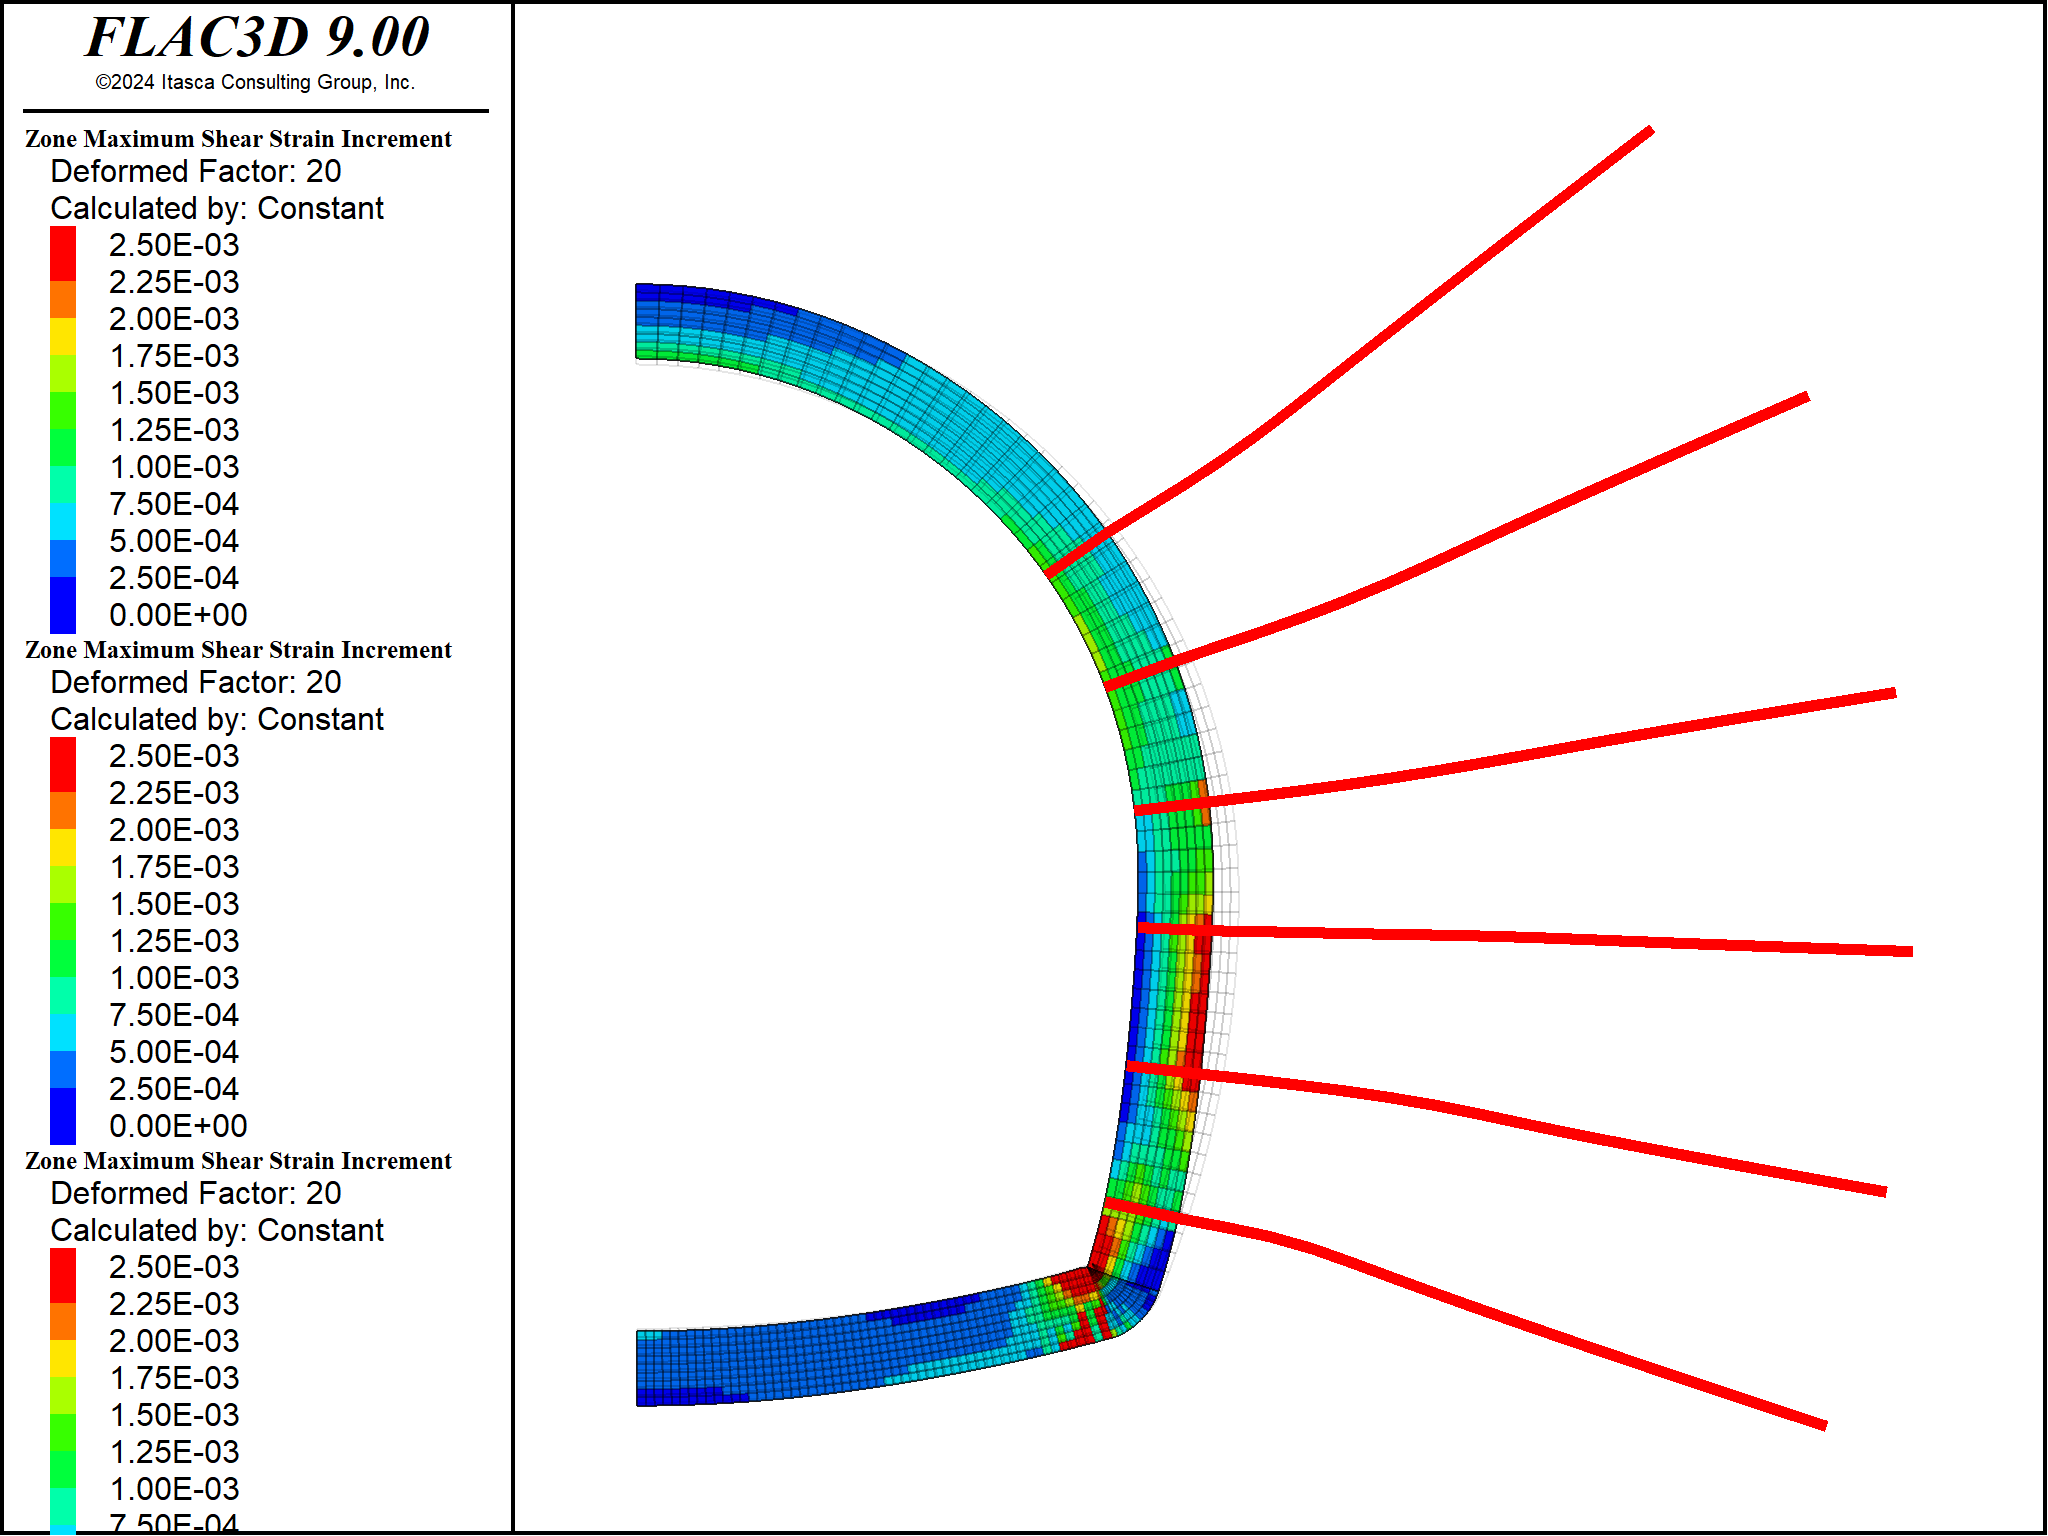 FLAC3D 9.00
©2024 Itasca Consulting Group, Inc.
Zone Maximum Shear Strain Increment
Deformed Factor: 20
Calculated by: Constant
2.50E-03
2.25E-03
2.00E-03
1.75E-03
1.50E-03
1.25E-03
1.00E-03
7.50E-04
5.00E-04
2.50E-04
0.00E+00
Zone Maximum Shear Strain Increment
Deformed Factor: 20
Calculated by: Constant
2.50E-03
2.25E-03
2.00E-03
1.75E-03
1.50E-03
1.25E-03
1.00E-03
7.50E-04
5.00E-04
2.50E-04
0.00E+00
Zone Maximum Shear Strain Increment
Deformed Factor: 20
Calculated by: Constant
2.50E-03
2.25E-03
2.00E-03
1.75E-03
1.50E-03
1.25E-03
1.00E-03
7.50E-04